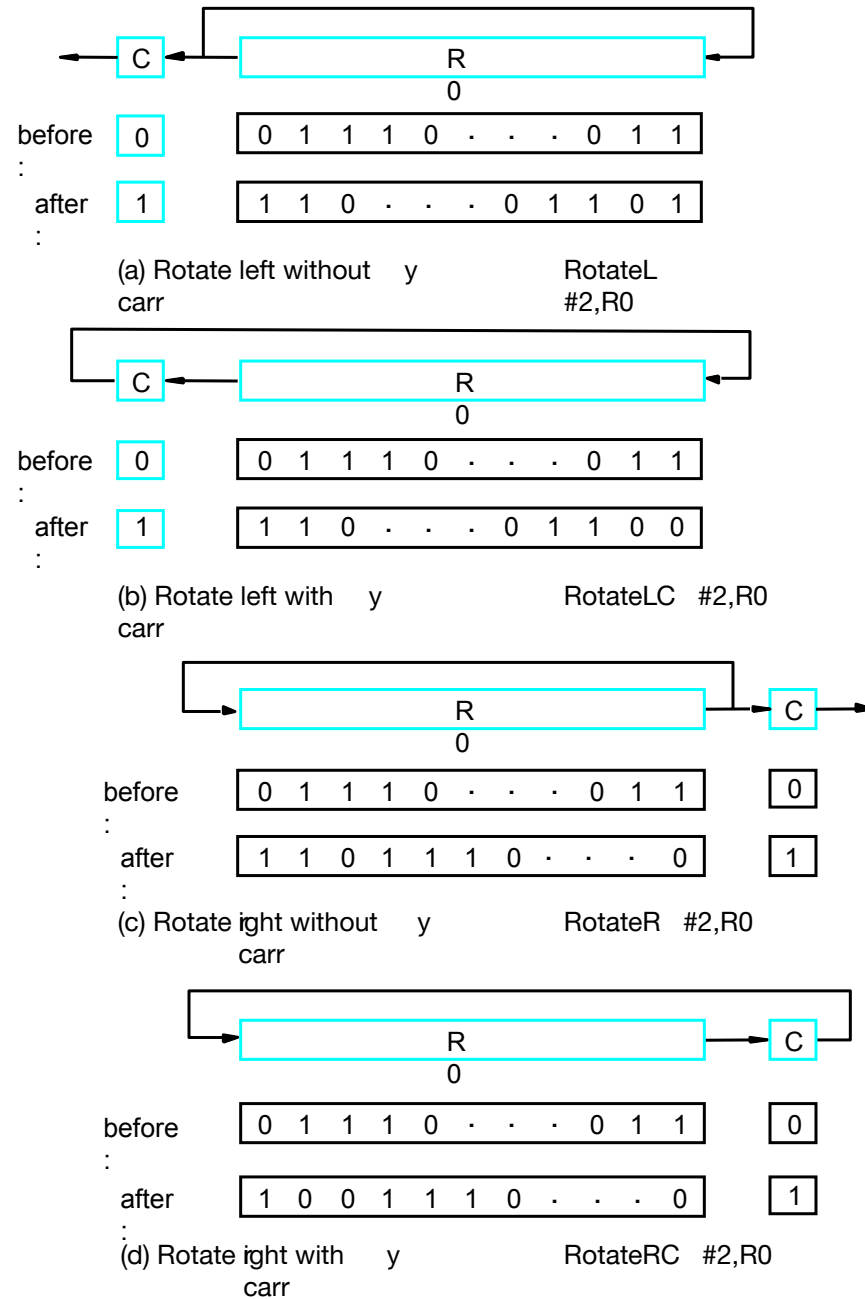 C R
0
before 0 0 1 1 1 0 · · · 0 1 1
:
after 1 1 1 0 · · · 0 1 1 0 1
:
(a) Rotate left without y RotateL
carr #2,R0
C R
0
before 0 0 1 1 1 0 · · · 0 1 1
:
after 1 1 1 0 · · · 0 1 1 0 0
:
(b) Rotate left with y RotateLC #2,R0
carr
R C
0
before 0 1 1 1 0 · · · 0 1 1 0
:
after 1 1 0 1 1 1 0 · · · 0 1
:
(c) Rotate right without y RotateR #2,R0
carr
R C
0
before 0 1 1 1 0 · · · 0 1 1 0
:
after 1 0 0 1 1 1 0 · · · 0 1
:
(d) Rotate right with y RotateRC #2,R0
carr